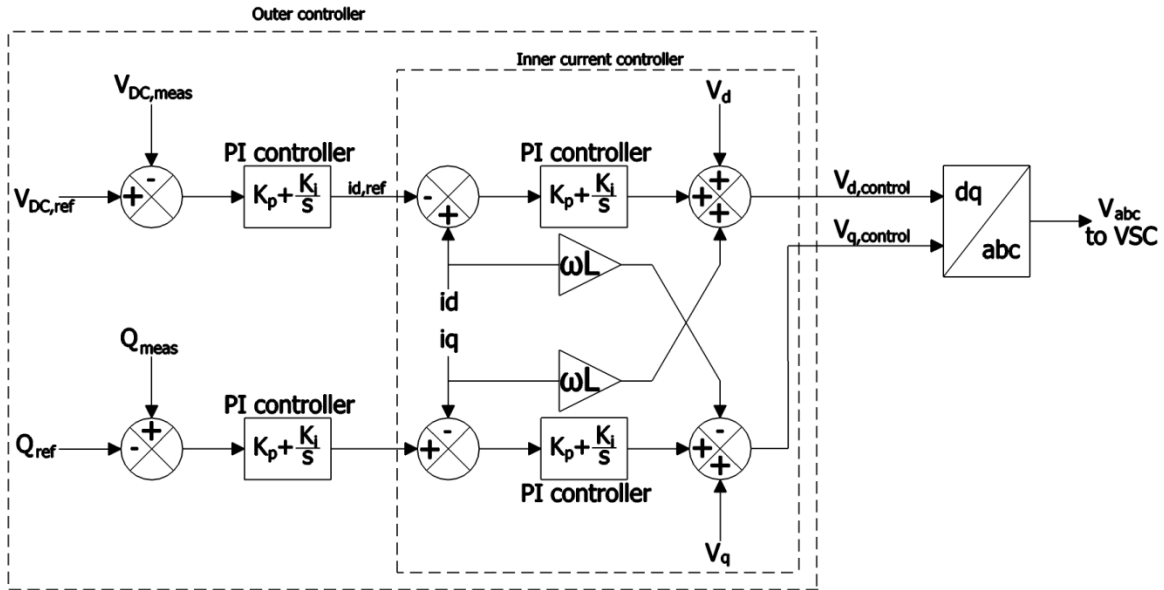 Outer controller
Inner current controller
V_DC,meas
V_d
PI controller
PI controller
V_DC,ref
+
-
K_p+K_i/s
id,ref
-
+
K_p+K_i/s
+
+
+
V_d,control
dq
abc
V_abc
to VSC
V_q,control
ωL
id
iq
ωL
Q_meas
PI controller
Q_ref
-
+
K_p+K_i/s
+
-
K_p+K_i/s
+
-
+
PI controller
V_q